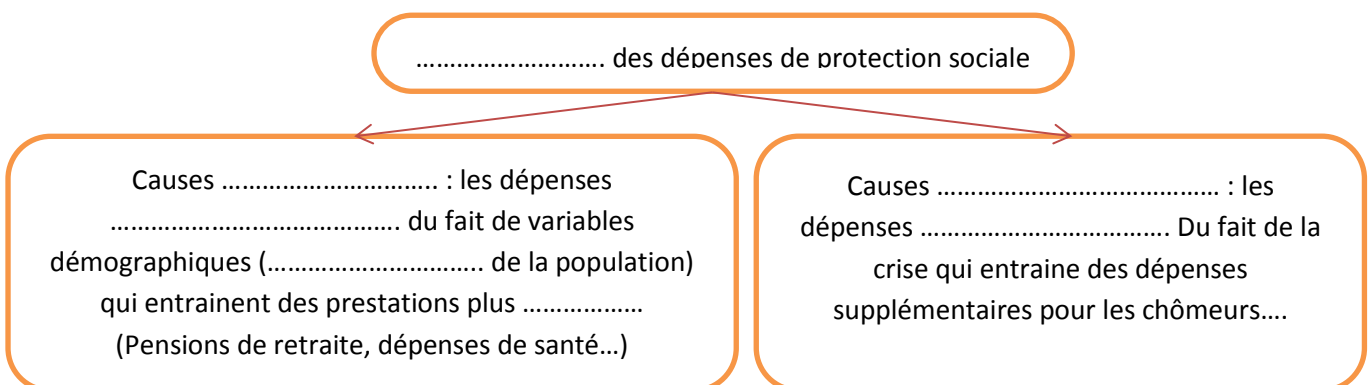 ………………………. des dépenses de protection sociale
Causes ………………………….. : les dépenses
……………………………………. du fait de variables
démographiques (………………………….. de la population)
qui entrainent des prestations plus ………………
(Pensions de retraite, dépenses de santé…)
Causes …………………………………… : les
dépenses ………………………………. Du fait de la
crise qui entraine des dépenses
supplémentaires pour les chômeurs….